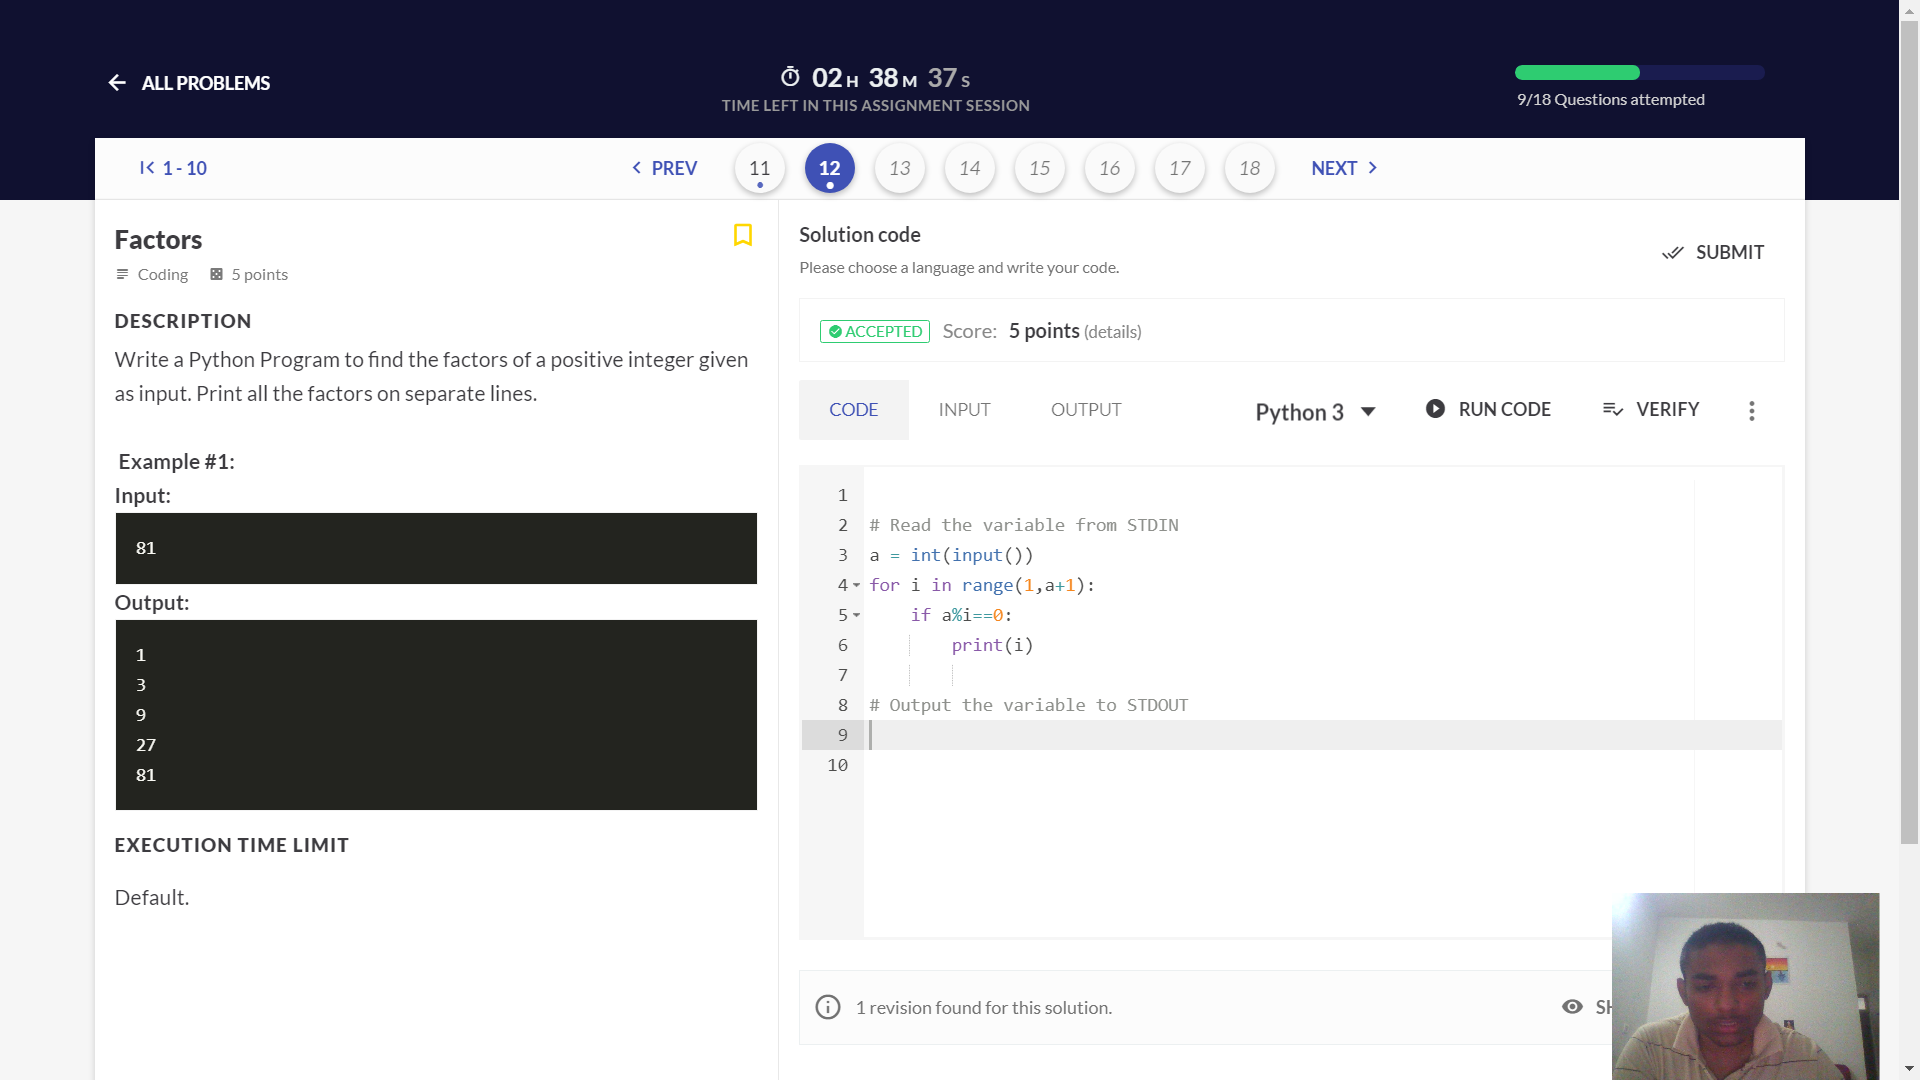 ALL PROBLEMS
02 H 38 M 37 S
TIME LEFT IN THIS ASSIGNMENT SESSION
9/18 Questions attempted
1 - 10
PREV
11
12
13
14
15
16
17
18
NEXT
Factors
Coding
5 points
DESCRIPTION
Write a Python Program to find the factors of a positive integer given
as input. Print all the factors on separate lines.
Example #1:
Input:
81
Output:
1
3
9
27
81
EXECUTION TIME LIMIT
Default.
Solution code
Please choose a language and write your code.
SUBMIT
ACCEPTED Score: 5 points (details)
CODE
INPUT
OUTPUT
Python 3
RUN CODE
VERIFY
1
2 # Read the variable from STDIN
3 a = int(input())
4 for i in range(1,a+1):
5 if a%i==0:
6 print(i)
7
8 # Output the variable to STDOUT
9
10
1 revision found for this solution.